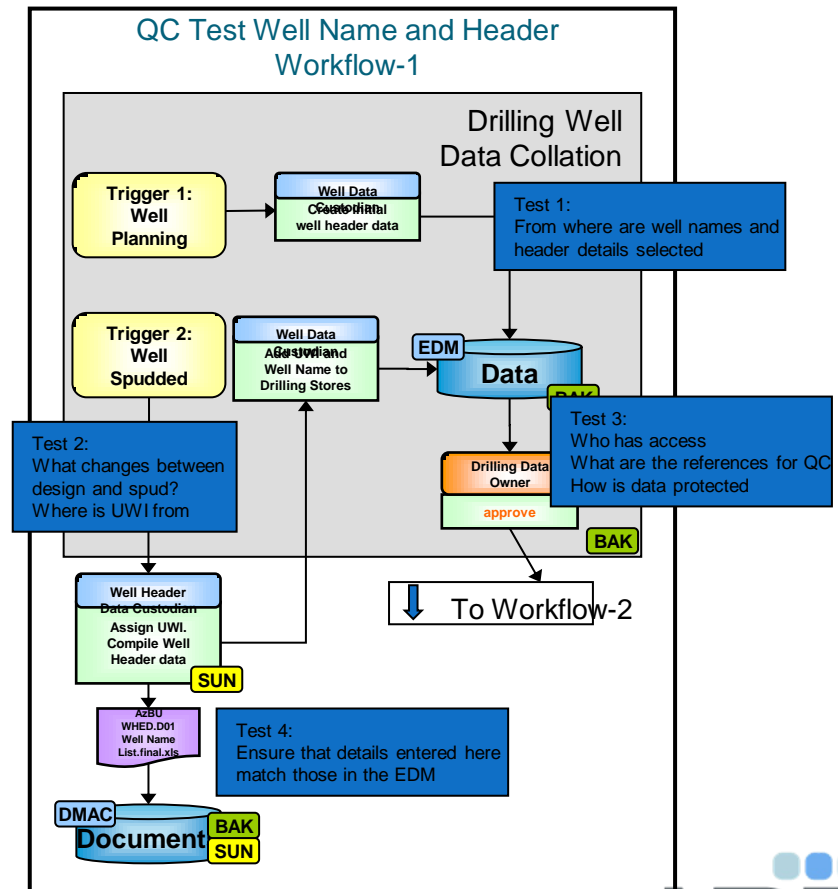 QC Test Well Name and Header
Workflow-1
Drilling Well
Data Collation
Trigger 1:
Well
Planning
Well Data
Custodian
Create initial
well header data
Test 1:
From where are well names and
header details selected
Trigger 2:
Well
Spudded
Well Data
Custodian
Add UWI and
Well Name to
Drilling Stores
EDM
Data
BAK
Test 2:
What changes between
design and spud?
Where is UWI from
Test 3:
Who has access
What are the references for QC
How is data protected
Drilling Data
Owner
approve
BAK
Well Header
Data Custodian
Assign UWI.
Compile Well
Header data
SUN
To Workflow-2
AzBU
WHED.D01
Well Name
List.final.xls
Test 4:
Ensure that details entered here
match those in the EDM
DMAC
Document
BAK
SUN